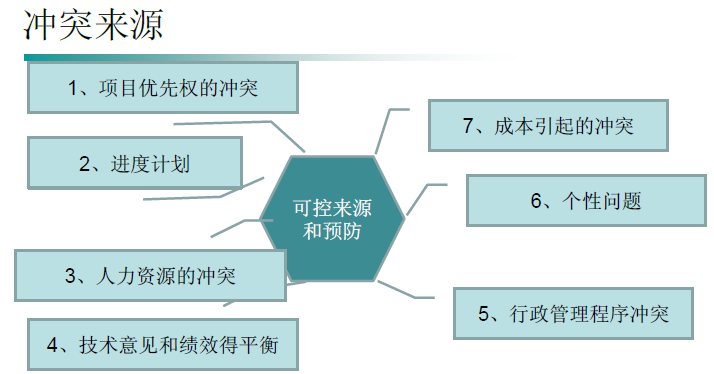 冲突来源
1、项目优先权的冲突
2、进度计划
3、人力资源的冲突
4、技术意见和绩效得平衡
可控来源
和预防
7、成本引起的冲突
6、个性问题
5、行政管理程序冲突